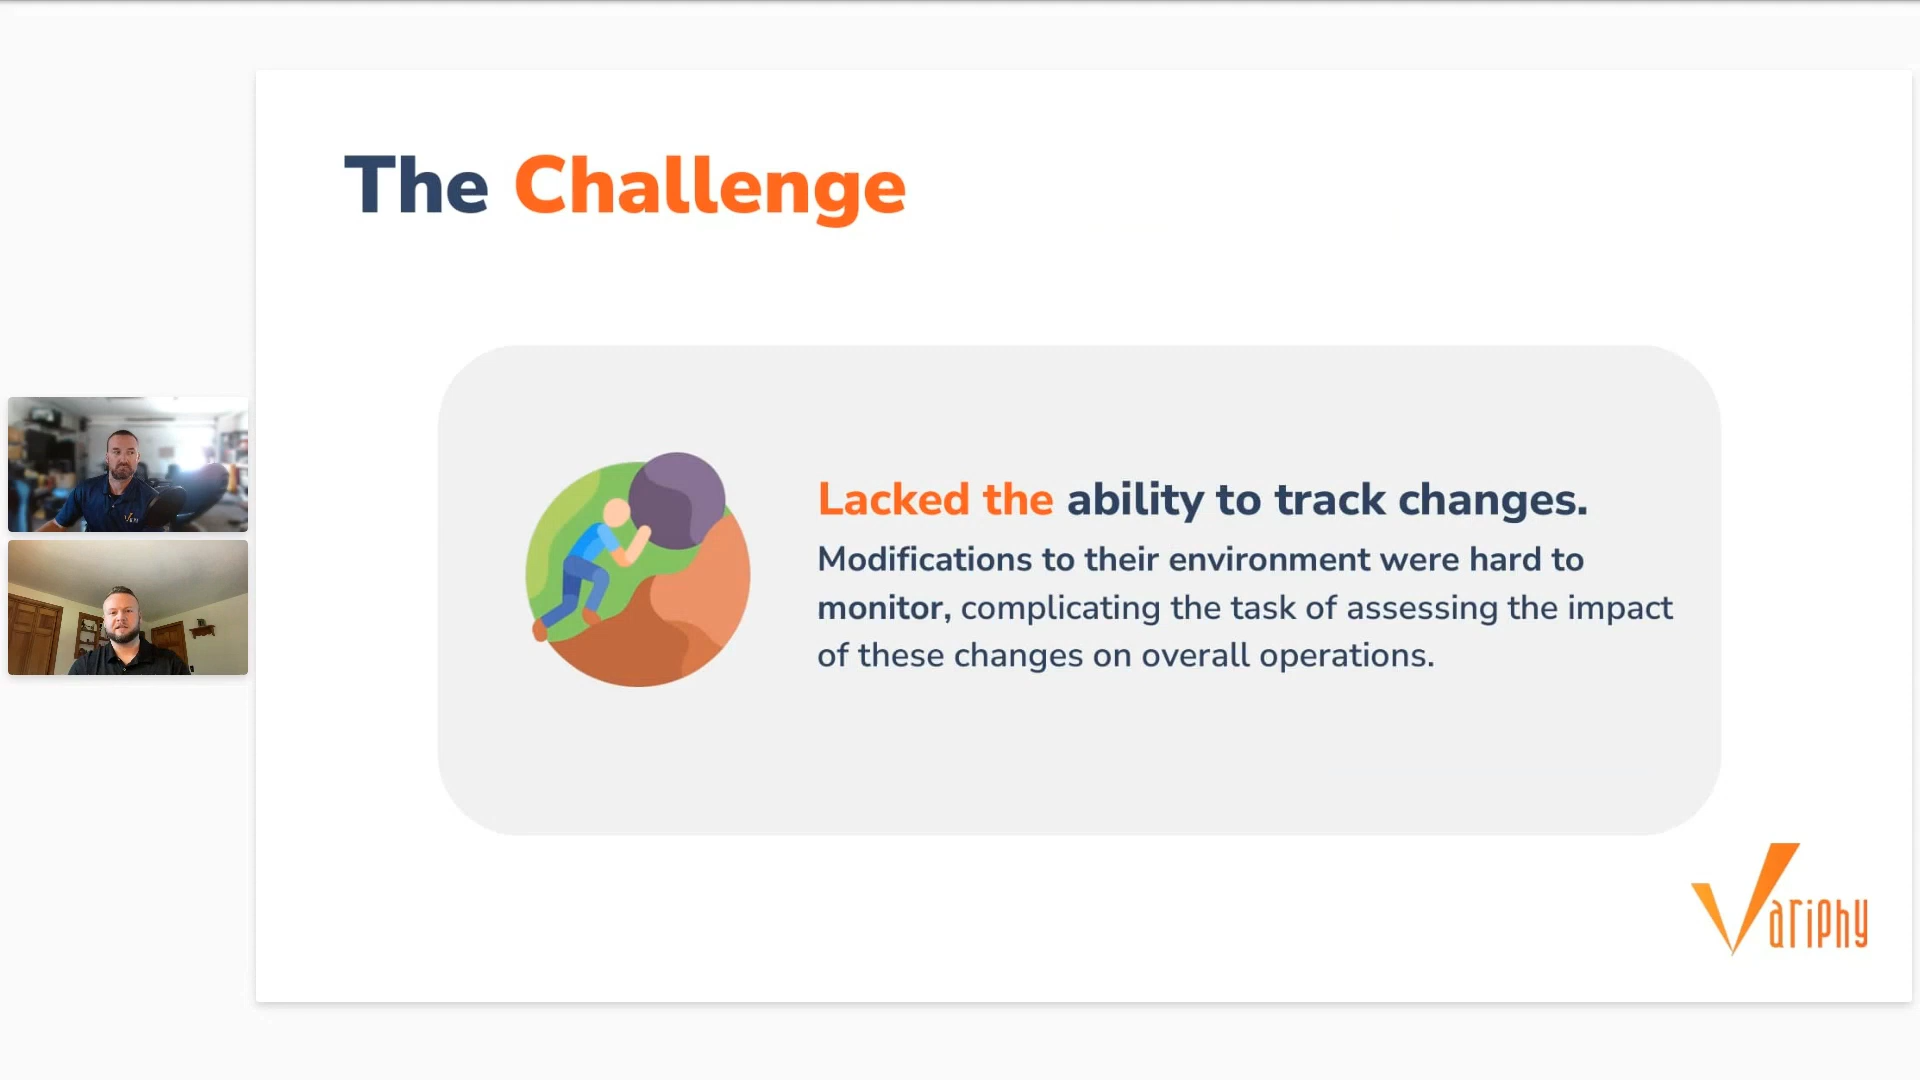 The Challenge
Lacked the ability to track changes.
Modifications to their environment were hard to
monitor, complicating the task of assessing the impact
of these changes on overall operations.
Variphy